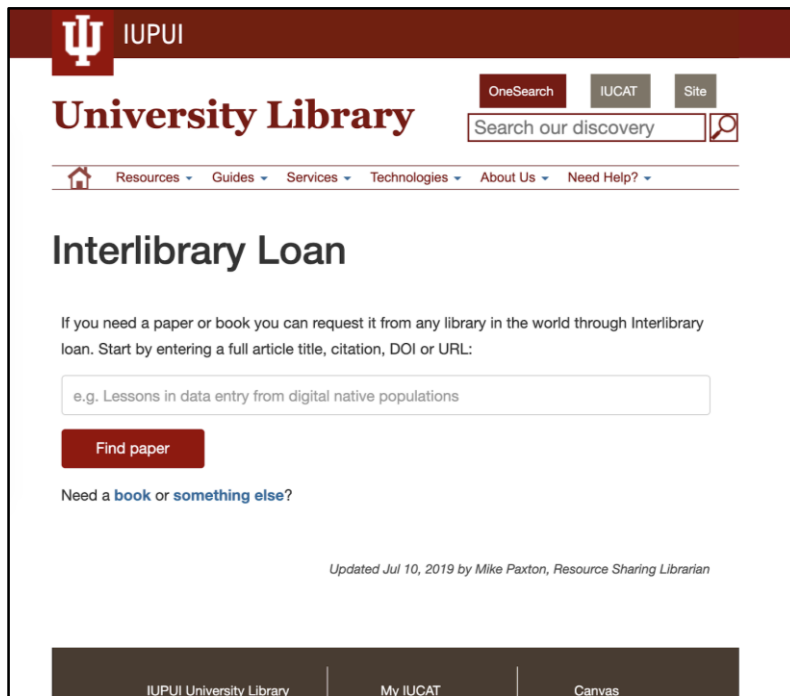 IUPUI
University Library
OneSearch IUCAT Site
Search our discovery
Resources Guides Services Technologies About Us Need Help?
Interlibrary Loan
If you need a paper or book you can request it from any library in the world through Interlibrary
loan. Start by entering a full article title, citation, DOI or URL:
e.g. Lessons in data entry from digital native populations
Find paper
Need a book or something else?
Updated Jul 10, 2019 by Mike Paxton, Resource Sharing Librarian
IUPUI University Library My IUCAT Canvas